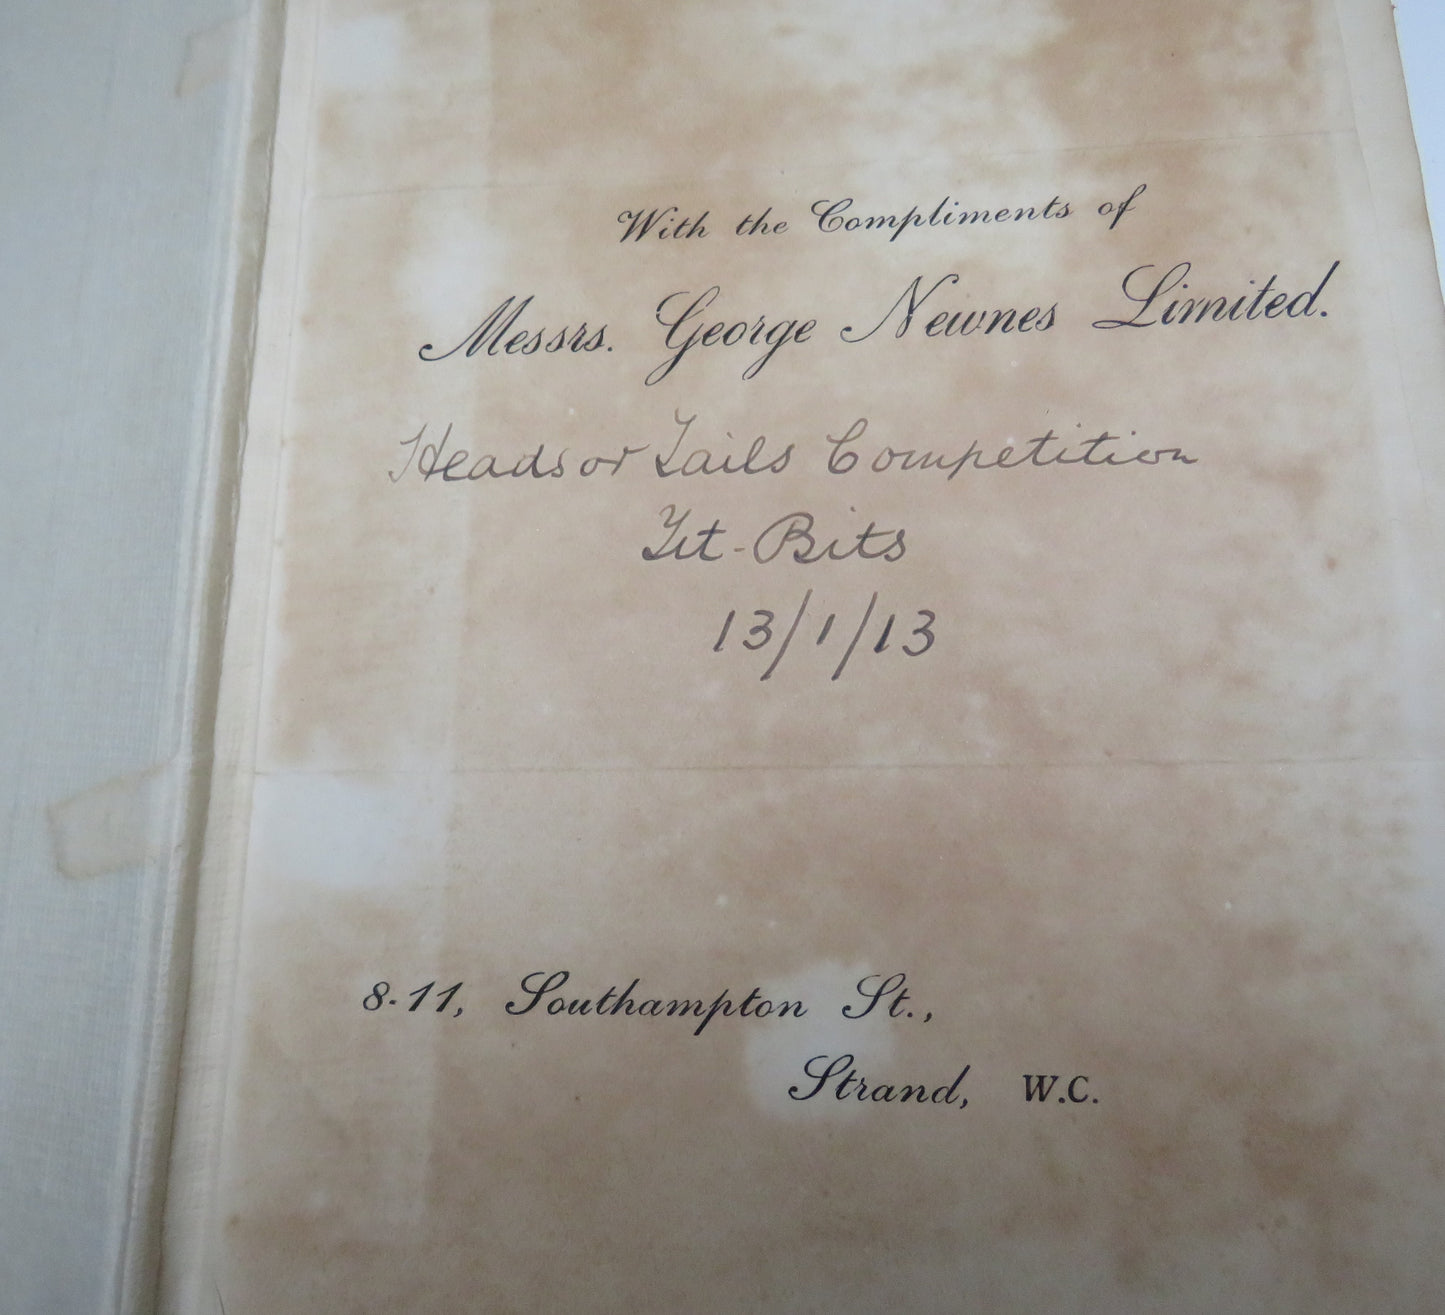 With the Compliments of
Messrs. George Newnes Limited.
Heads or Tails Competition
Tit-Bits
13/1/13
8-11, Southampton St.,
Strand, W.C.